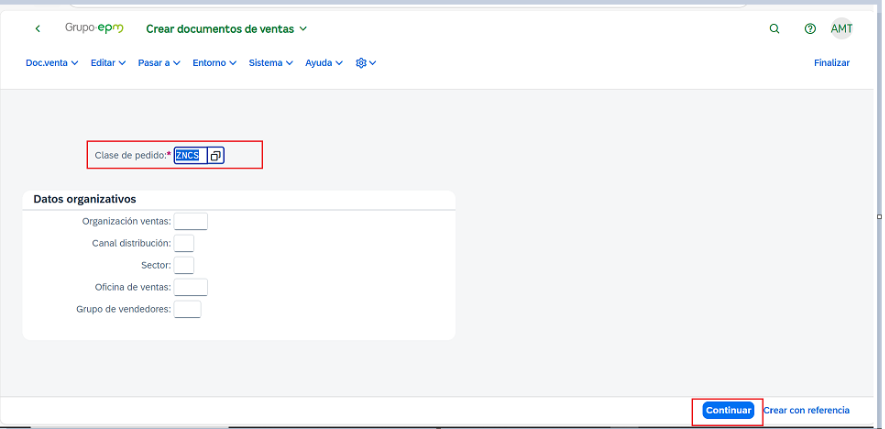 Grupo·epm Crear documentos de ventas AMT
Doc.venta Editar Pasar a Entorno Sistema Ayuda Finalizar
Clase de pedido:* ZNCS
Datos organizativos
Organización ventas:
Canal distribución:
Sector:
Oficina de ventas:
Grupo de vendedores:
Continuar Crear con referencia